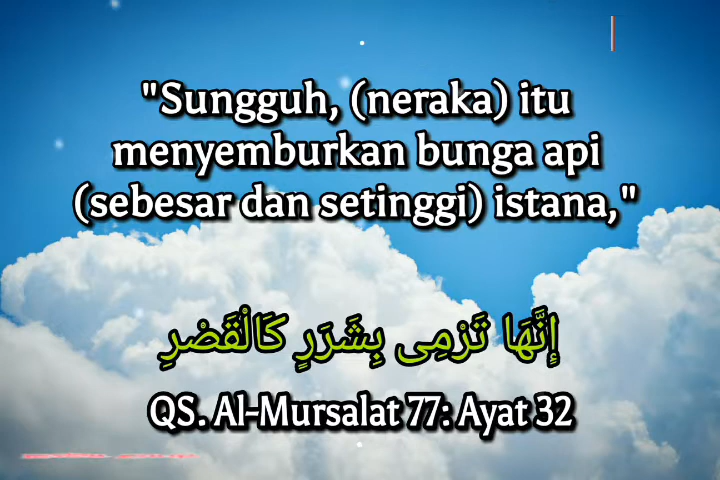 "Sungguh, (neraka) itu
menyemburkan bunga api
(sebesar dan setinggi) istana,"
إِنَّهَا تَرْمِى بِشَرَرٍ كَالْقَصْرِ
QS. Al-Mursalat 77: Ayat 32